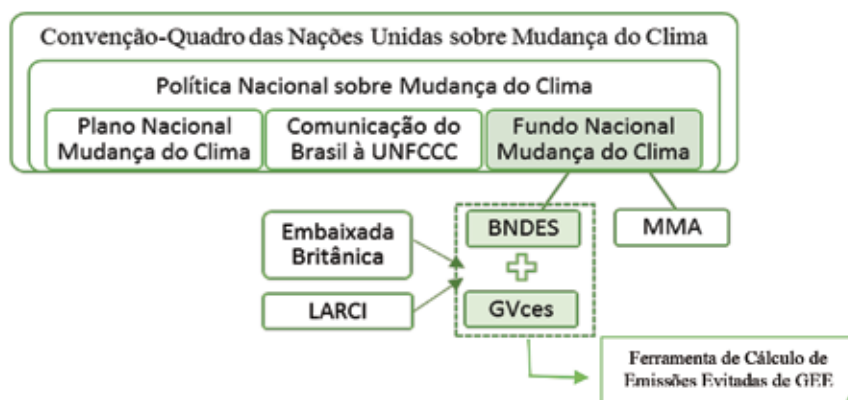 Convenção-Quadro das Nações Unidas sobre Mudança do Clima
Política Nacional sobre Mudança do Clima
Plano Nacional
Mudança do Clima
Comunicação do
Brasil à UNFCCC
Fundo Nacional
Mudança do Clima
Embaixada
Britânica
LARCI
BNDES
GVces
MMA
Ferramenta de Cálculo de
Emissões Evitadas de GEE